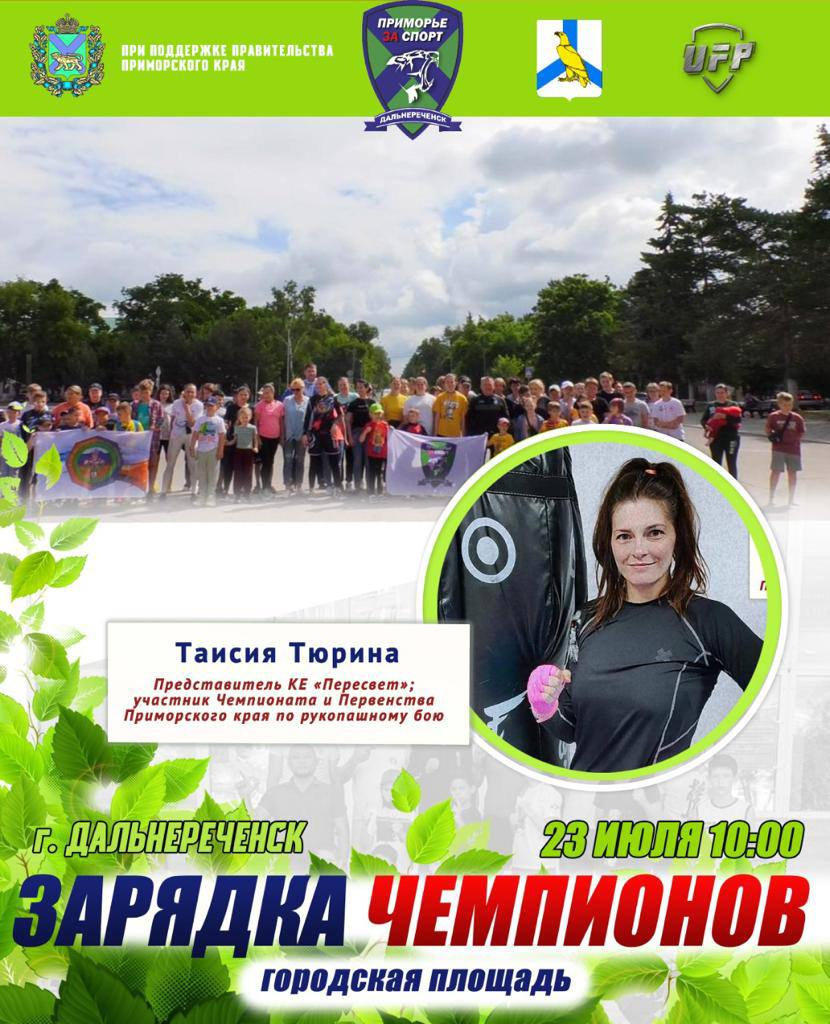 ПРИ ПОДДЕРЖКЕ ПРАВИТЕЛЬСТВА
ПРИМОРСКОГО КРАЯ
ПРИМОРЬЕ
ЗА СПОРТ
ДАЛЬНЕРЕЧЕНСК
UFP
Таисия Тюрина
Представитель КЕ «Пересвет»;
участник Чемпионата и Первенства
Приморского края по рукопашному бою
г. ДАЛЬНЕРЕЧЕНСК
23 ИЮЛЯ 10:00
ЗАРЯДКА ЧЕМПИОНОВ
городская площадь